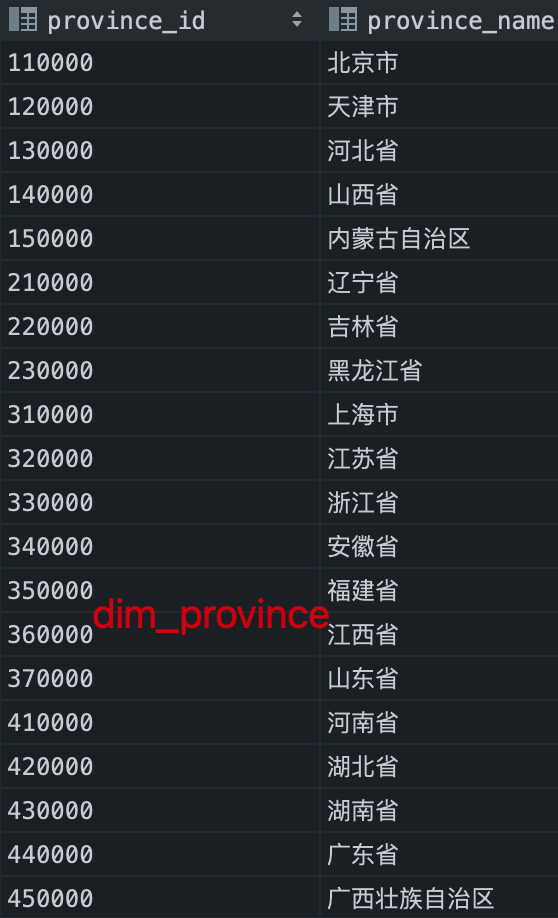 province_id province_name
110000 北京市
120000 天津市
130000 河北省
140000 山西省
150000 内蒙古自治区
210000 辽宁省
220000 吉林省
230000 黑龙江省
310000 上海市
320000 江苏省
330000 浙江省
340000 安徽省
350000 福建省
dim_province
360000 江西省
370000 山东省
410000 河南省
420000 湖北省
430000 湖南省
440000 广东省
450000 广西壮族自治区